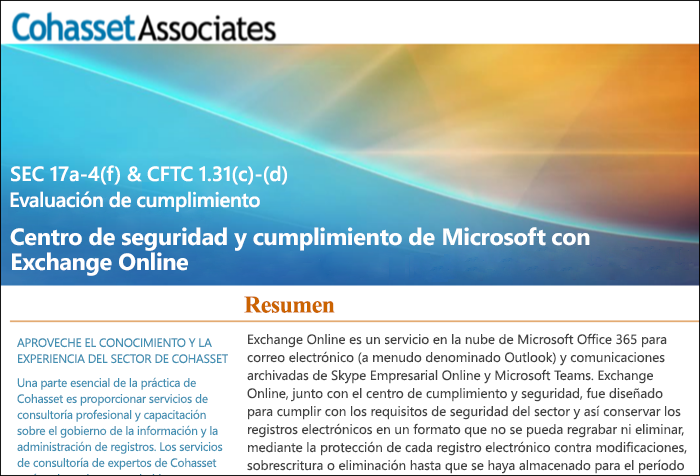 Cohasset Associates
SEC 17a-4(f) & CFTC 1.31(c)-(d)
Evaluación de cumplimiento
Centro de seguridad y cumplimiento de Microsoft con
Exchange Online
Resumen
APROVECHE EL CONOCIMIENTO Y LA
EXPERIENCIA DEL SECTOR DE COHASSET
Una parte esencial de la práctica de
Cohasset es proporcionar servicios de
consultoría profesional y capacitación
sobre el gobierno de la información y la
administración de registros. Los servicios
de consultoría de expertos de Cohasset
Exchange Online es un servicio en la nube de Microsoft Office 365 para
correo electrónico (a menudo denominado Outlook) y comunicaciones
archivadas de Skype Empresarial Online y Microsoft Teams. Exchange
Online, junto con el centro de cumplimiento y seguridad, fue diseñado
para cumplir con los requisitos de seguridad del sector y así conservar los
registros electrónicos en un formato que no se pueda regrabar ni eliminar,
mediante la protección de cada registro electrónico contra modificaciones,
sobrescritura o eliminación hasta que se haya almacenado para el período